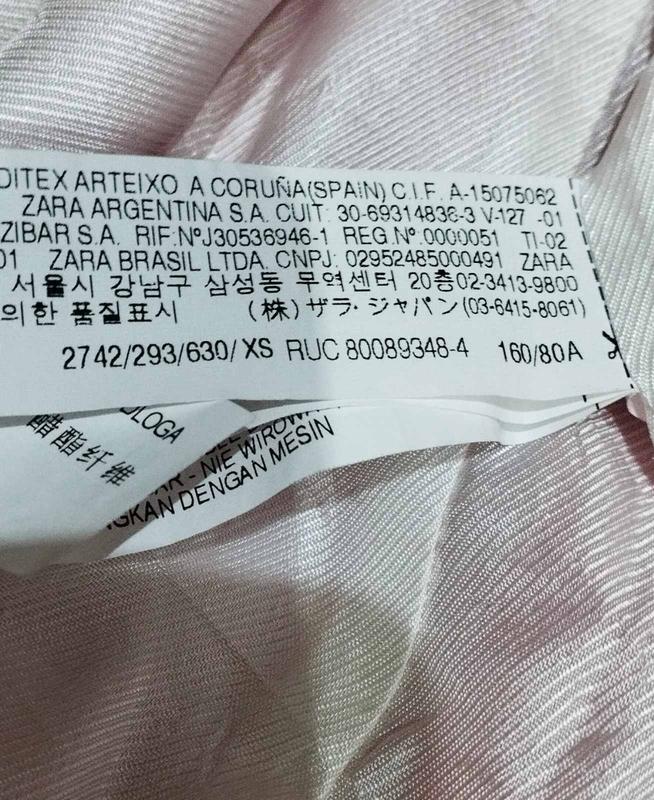 DITEX ARTEIXO A CORUÑA(SPAIN) C.I.F. A-15075062
ZARA ARGENTINA S.A. CUIT: 30-69314836-3 V-127 -01
ZIBAR S.A. RIF:NºJ30536946-1 REG.Nº.0000051 TI-02
01 ZARA BRASIL LTDA. CNPJ: 02952485000491 ZARA
서울시 강남구 삼성동 무역센터 20층02-3413-9800
의한 품질표시 (株)ザラ・ジャパン(03-6415-8061)
2742/293/630/ XS RUC 80089348-4 160/80A
OLOGA
醋酯纤维
NIE WIROWAĆ
GKAN DENGAN MESIN